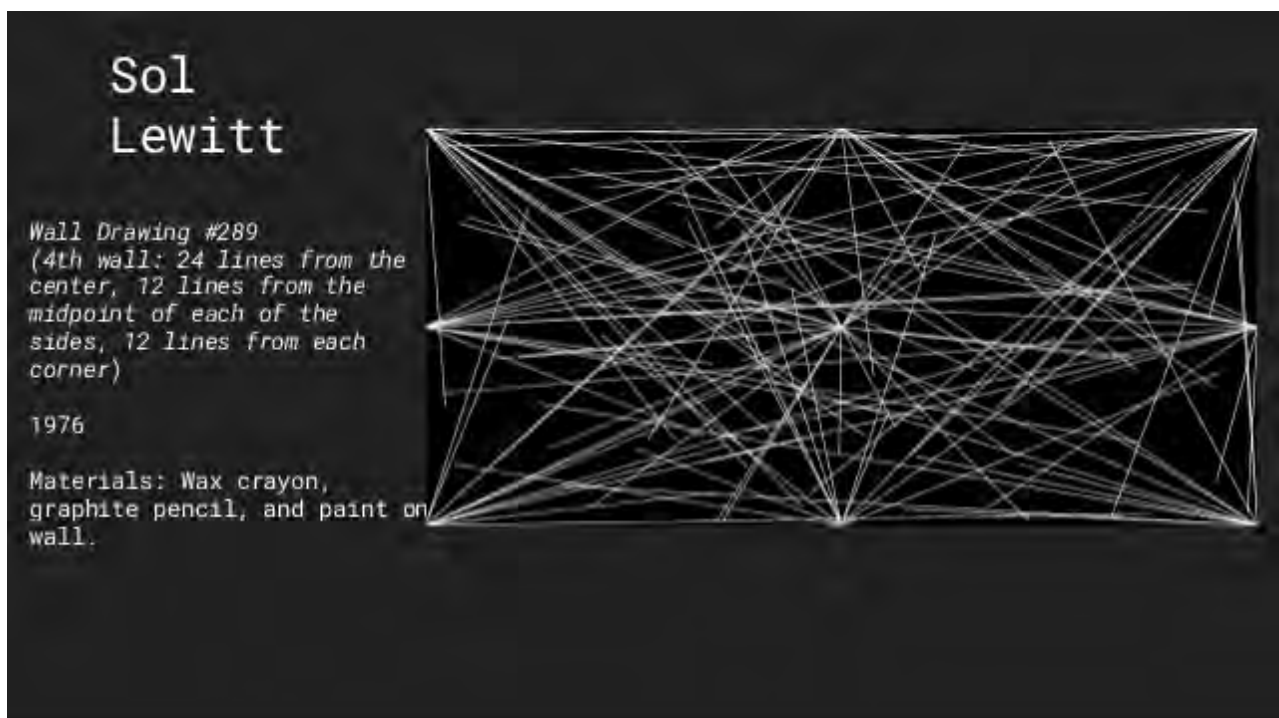 Sol
Lewitt
Wall Drawing #289
(4th wall: 24 lines from the
center, 12 lines from the
midpoint of each of the
sides, 12 lines from each
corner)
1976
Materials: Wax crayon,
graphite pencil, and paint on
wall.